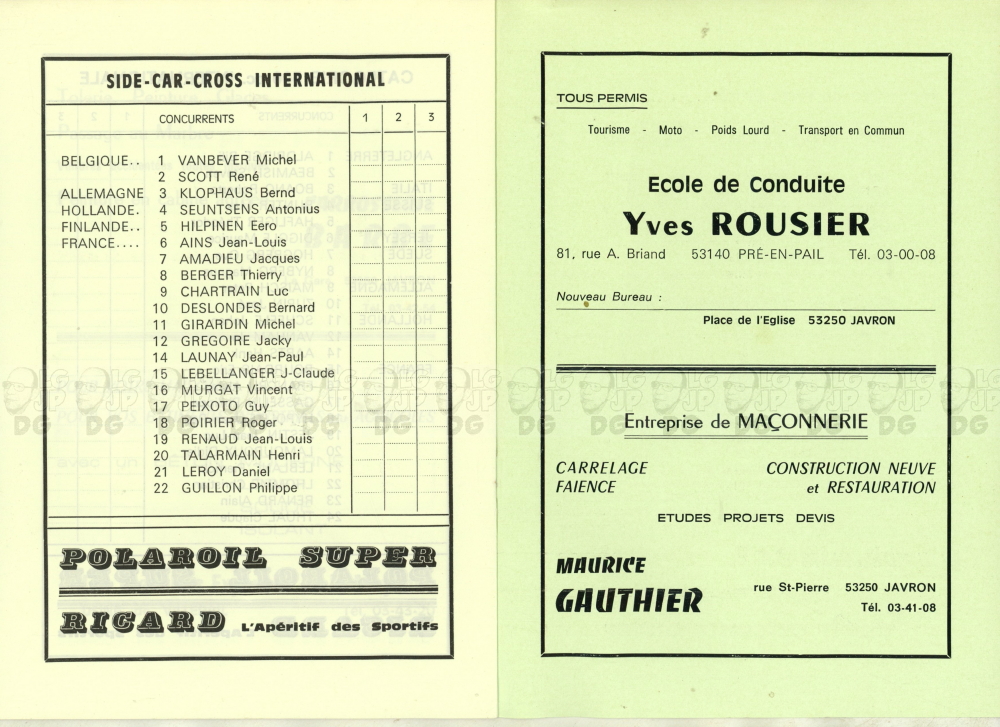 SIDE-CAR-CROSS INTERNATIONAL
CONCURRENTS 1 2 3
BELGIQUE.. 1 VANBEVER Michel
2 SCOTT René
ALLEMAGNE 3 KLOPHAUS Bernd
HOLLANDE. 4 SEUNTSENS Antonius
FINLANDE.. 5 HILPINEN Eero
FRANCE.... 6 AINS Jean-Louis
7 AMADIEU Jacques
8 BERGER Thierry
9 CHARTRAIN Luc
10 DESLONDES Bernard
11 GIRARDIN Michel
12 GREGOIRE Jacky
14 LAUNAY Jean-Paul
15 LEBELLANGER J-Claude
16 MURGAT Vincent
17 PEIXOTO Guy
18 POIRIER Roger
19 RENAUD Jean-Louis
20 TALARMAIN Henri
21 LEROY Daniel
22 GUILLON Philippe
POLAROIL SUPER
RICARD L'Apéritif des Sportifs
TOUS PERMIS
Tourisme - Moto - Poids Lourd - Transport en Commun
Ecole de Conduite
Yves ROUSIER
81, rue A. Briand 53140 PRÉ-EN-PAIL Tél. 03-00-08
Nouveau Bureau :
Place de l'Eglise 53250 JAVRON
Entreprise de MAÇONNERIE
CARRELAGE CONSTRUCTION NEUVE
FAIENCE et RESTAURATION
ETUDES PROJETS DEVIS
MAURICE
GAUTHIER rue St-Pierre 53250 JAVRON
Tél. 03-41-08